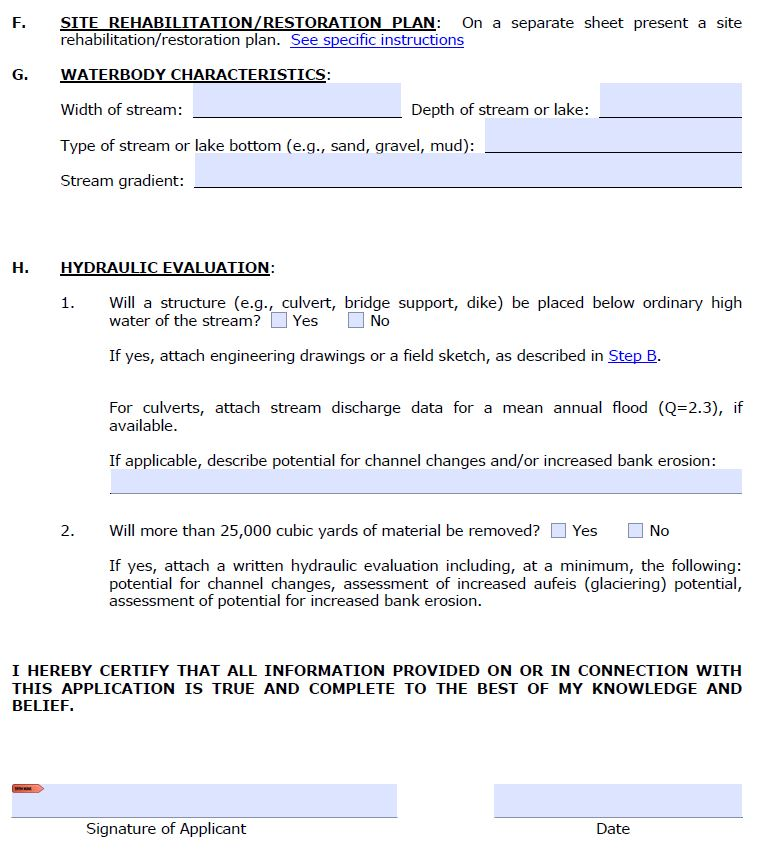 F. SITE REHABILITATION/RESTORATION PLAN: On a separate sheet present a site
rehabilitation/restoration plan. See specific instructions
G. WATERBODY CHARACTERISTICS:
Width of stream: Depth of stream or lake:
Type of stream or lake bottom (e.g., sand, gravel, mud):
Stream gradient:
H. HYDRAULIC EVALUATION:
1. Will a structure (e.g., culvert, bridge support, dike) be placed below ordinary high
water of the stream? Yes No
If yes, attach engineering drawings or a field sketch, as described in Step B.
For culverts, attach stream discharge data for a mean annual flood (Q=2.3), if
available.
If applicable, describe potential for channel changes and/or increased bank erosion:
2. Will more than 25,000 cubic yards of material be removed? Yes No
If yes, attach a written hydraulic evaluation including, at a minimum, the following:
potential for channel changes, assessment of increased aufeis (glaciering) potential,
assessment of potential for increased bank erosion.
I HEREBY CERTIFY THAT ALL INFORMATION PROVIDED ON OR IN CONNECTION WITH
THIS APPLICATION IS TRUE AND COMPLETE TO THE BEST OF MY KNOWLEDGE AND
BELIEF.
Signature of Applicant Date